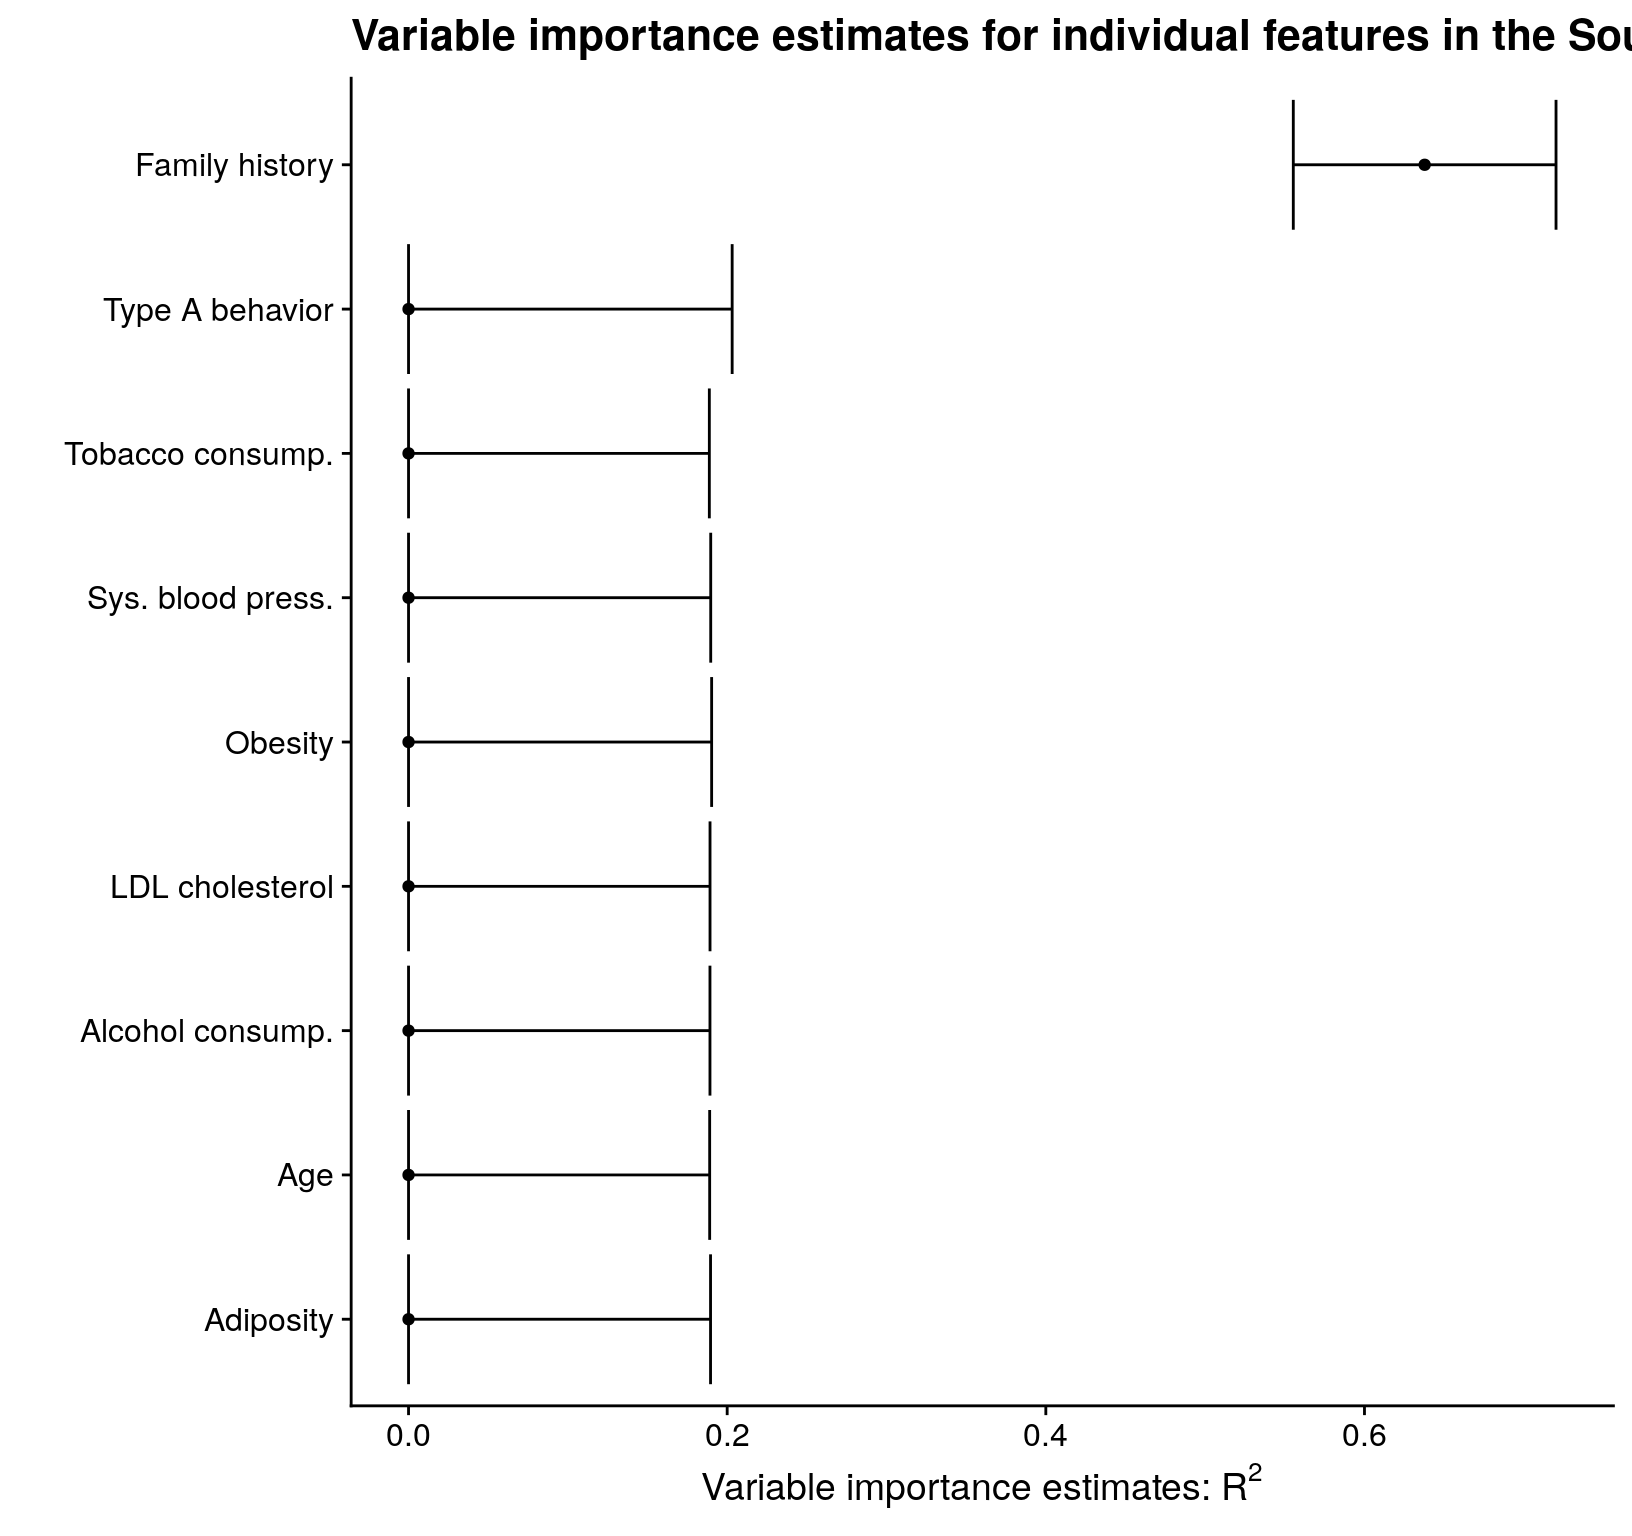 Variable importance estimates for individual features in the Sou
Family history
Type A behavior
Tobacco consump.
Sys. blood press.
Obesity
LDL cholesterol
Alcohol consump.
Age
Adiposity
0.0 0.2 0.4 0.6
Variable importance estimates: R²